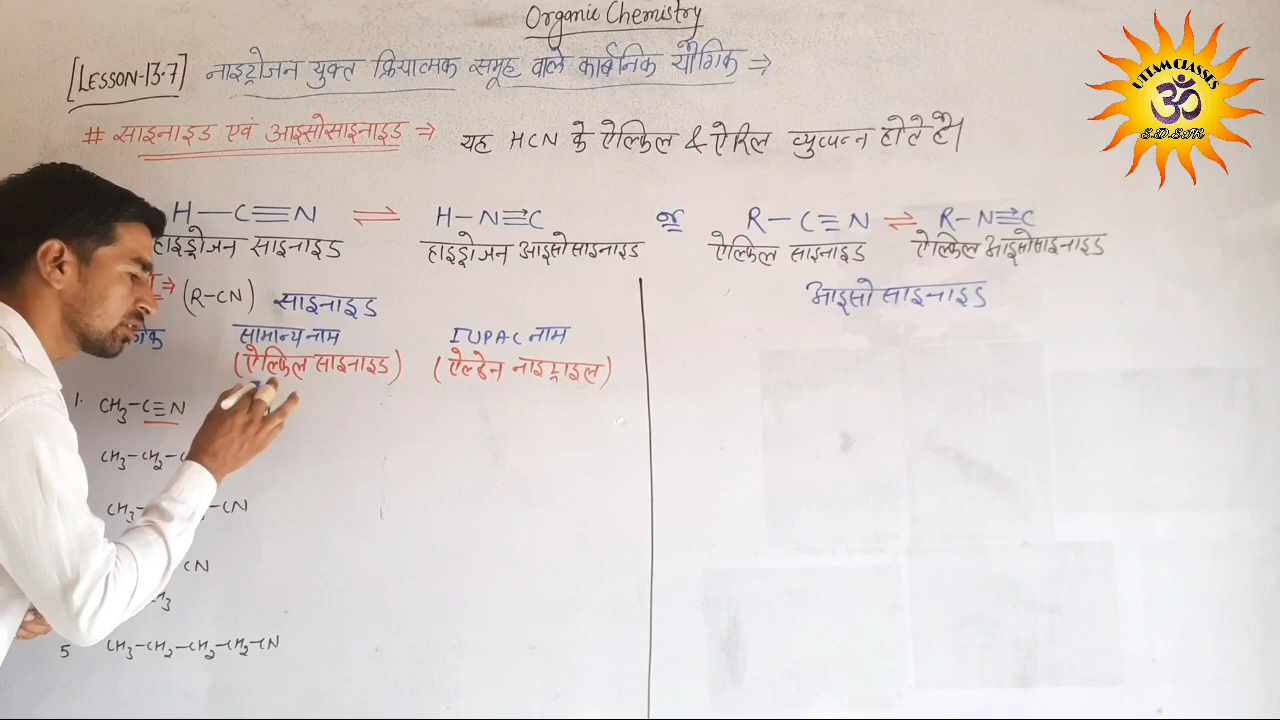 Organic Chemistry
[LESSON-13.7] नाइट्रोजन युक्त क्रियात्मक समूह वाले कार्बनिक यौगिक ⇒
UTTAM CLASSES
ॐ
# साइनाइड एवं आइसोसाइनाइड ⇒ यह HCN के ऐल्किल & ऐरिल व्युत्पन्न होते है।
H—C≡N ⇌ H-N≡C or R-C≡N ⇌ R-N≡C
हाइड्रोजन साइनाइड हाइड्रोजन आइसोसाइनाइड ऐल्किल साइनाइड ऐल्किल आइसोसाइनाइड
⇒ (R-CN) साइनाइड आइसोसाइनाइड
सामान्य नाम IUPAC नाम
(ऐल्किल साइनाइड) (ऐल्केन नाइट्राइल)
1. CH₃-C≡N
CH₃-CH₂-C
CH₃ -CN
CN
5 CH₃-CH₂-CH₂-CH₂-CN